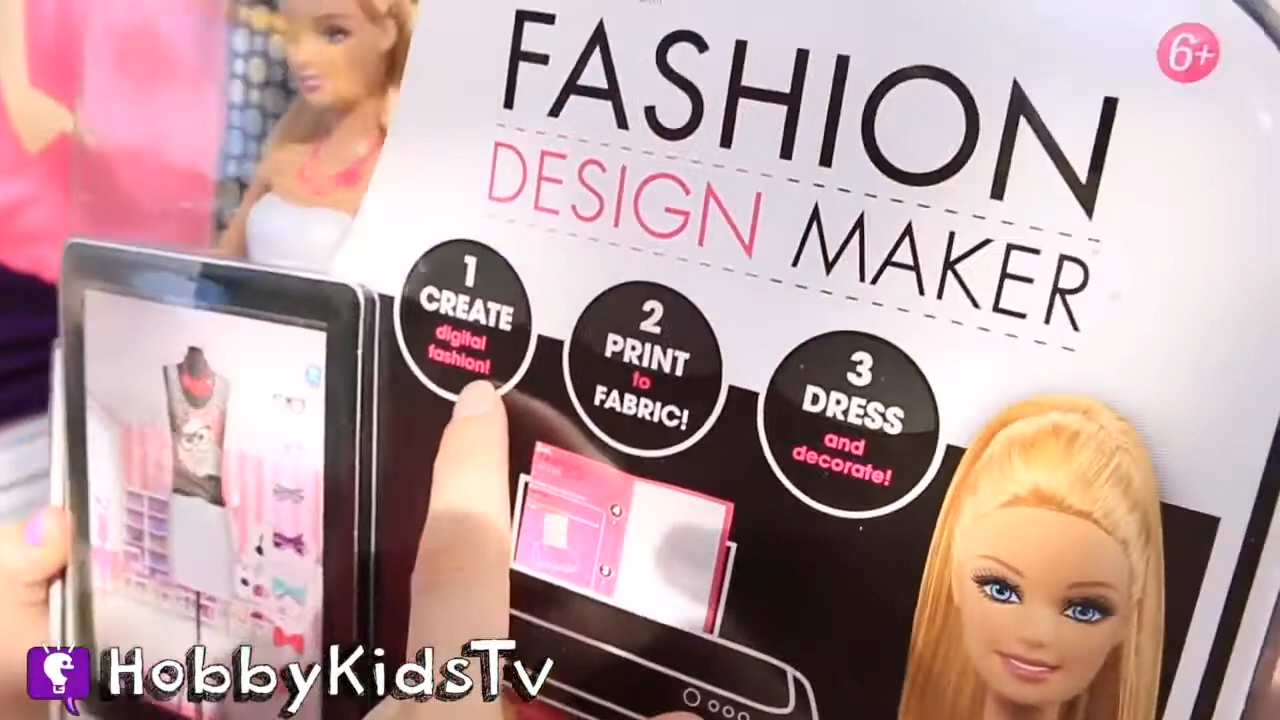 FASHION
6+
DESIGN MAKER
1
CREATE
digital
fashion!
2
PRINT
to
FABRIC!
3
DRESS
and
decorate!
HobbyKidsTv